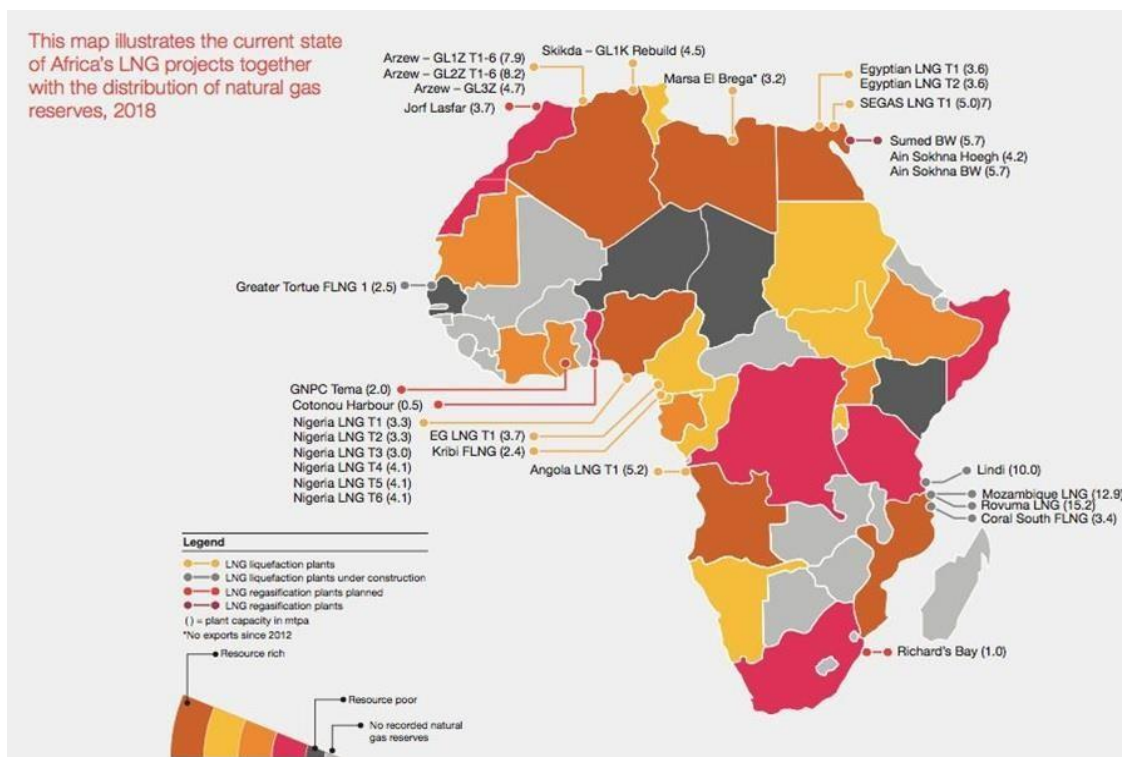 This map illustrates the current state
of Africa's LNG projects together
with the distribution of natural gas
reserves, 2018
Arzew – GL1Z T1-6 (7.9)
Arzew – GL2Z T1-6 (8.2)
Arzew – GL3Z (4.7)
Jorf Lasfar (3.7)
Skikda – GL1K Rebuild (4.5)
Marsa El Brega* (3.2)
Egyptian LNG T1 (3.6)
Egyptian LNG T2 (3.6)
SEGAS LNG T1 (5.0)7)
Sumed BW (5.7)
Ain Sokhna Hoegh (4.2)
Ain Sokhna BW (5.7)
Greater Tortue FLNG 1 (2.5)
GNPC Tema (2.0)
Cotonou Harbour (0.5)
Nigeria LNG T1 (3.3)
Nigeria LNG T2 (3.3)
Nigeria LNG T3 (3.0)
Nigeria LNG T4 (4.1)
Nigeria LNG T5 (4.1)
Nigeria LNG T6 (4.1)
EG LNG T1 (3.7)
Kribi FLNG (2.4)
Angola LNG T1 (5.2)
Lindi (10.0)
Mozambique LNG (12.9)
Rovuma LNG (15.2)
Coral South FLNG (3.4)
Richard's Bay (1.0)
Legend
LNG liquefaction plants
LNG liquefaction plants under construction
LNG regasification plants planned
LNG regasification plants
( ) = plant capacity in mtpa
*No exports since 2012
Resource rich
Resource poor
No recorded natural
gas reserves